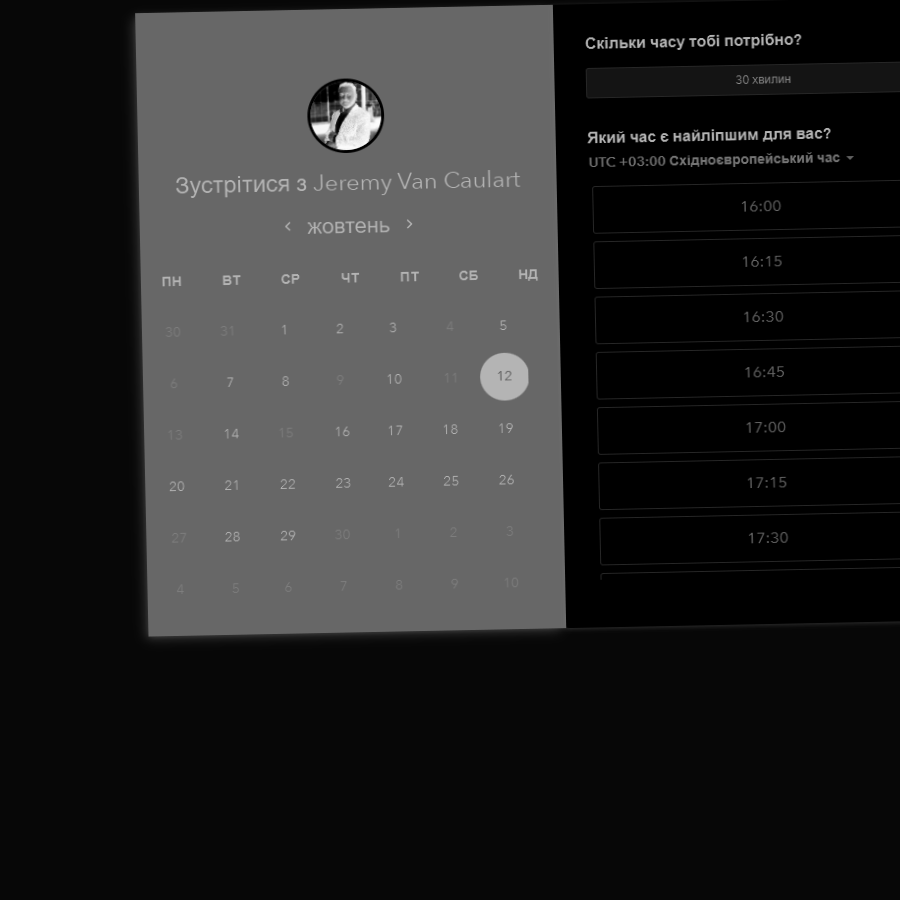 Зустрітися з Jeremy Van Caulart
‹ жовтень ›
ПН ВТ СР ЧТ ПТ СБ НД
30 31 1 2 3 4 5
6 7 8 9 10 11 12
13 14 15 16 17 18 19
20 21 22 23 24 25 26
27 28 29 30 1 2 3
4 5 6 7 8 9 10
Скільки часу тобі потрібно?
30 хвилин
Який час є найліпшим для вас?
UTC +03:00 Східноєвропейський час
16:00
16:15
16:30
16:45
17:00
17:15
17:30